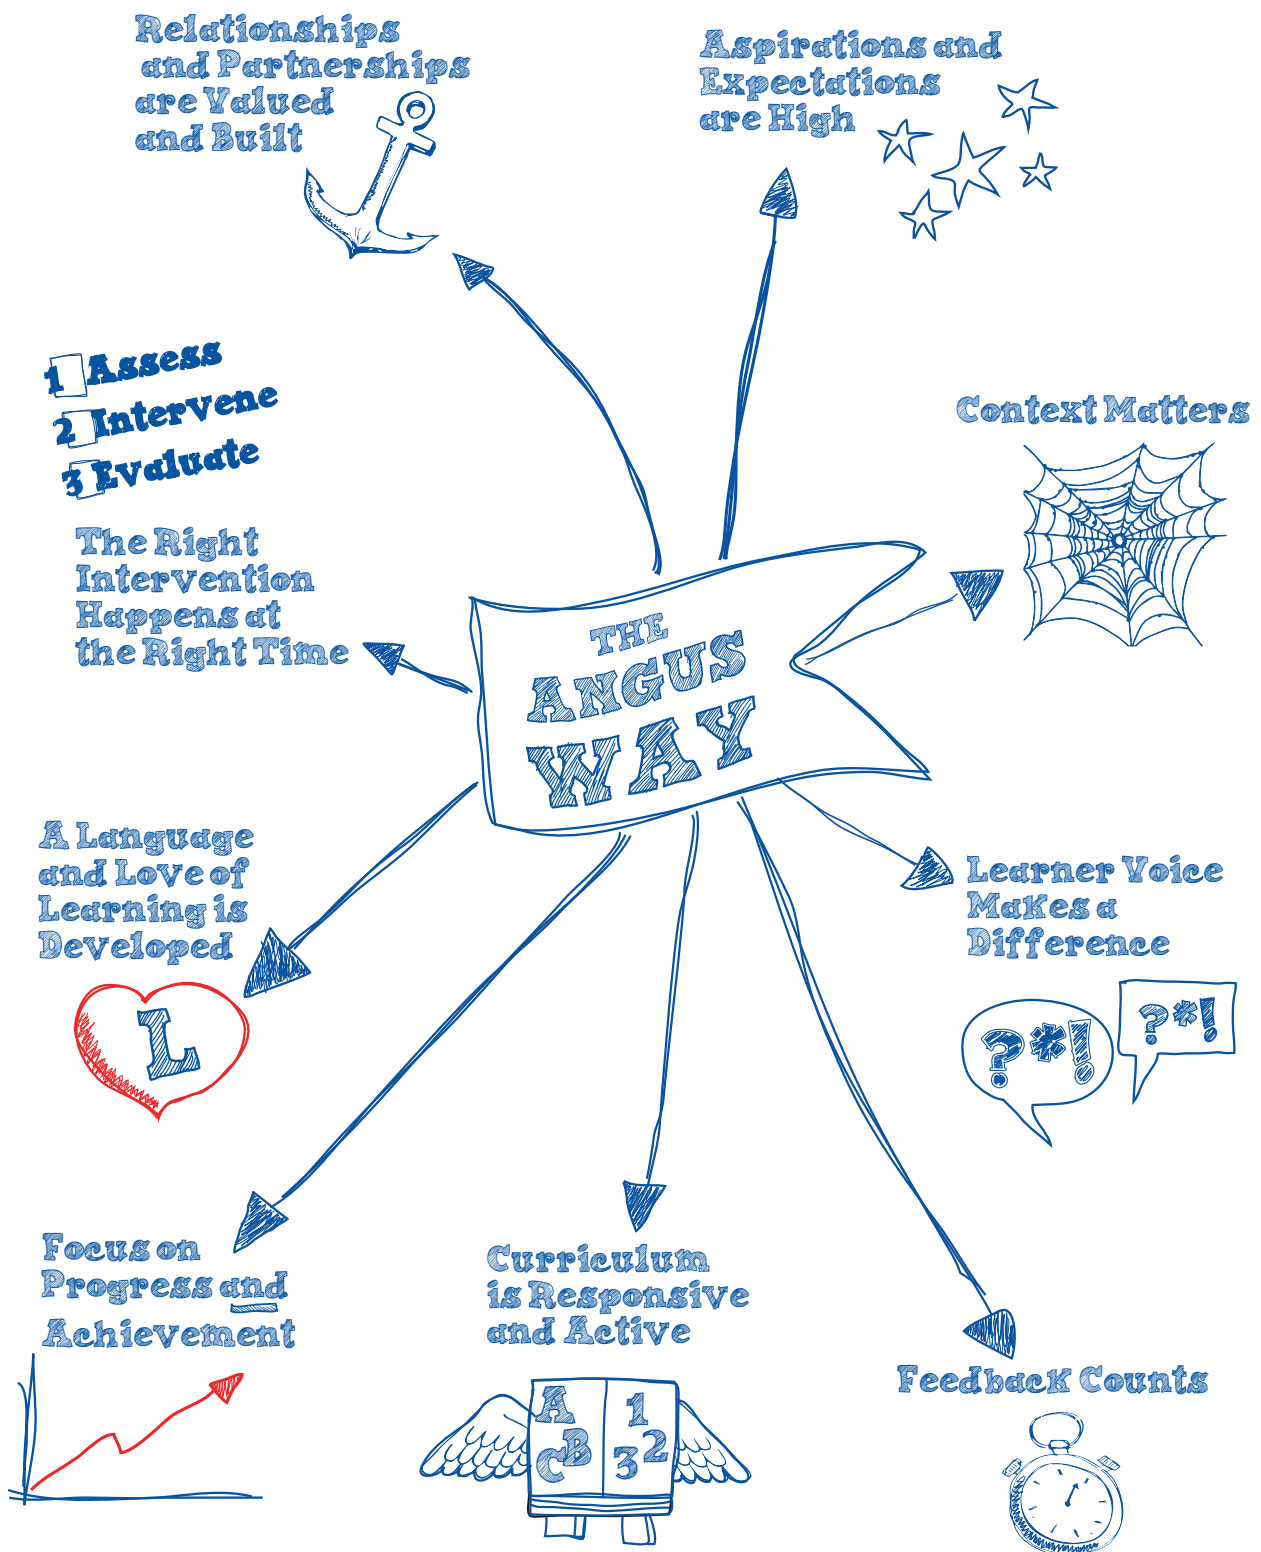 Relationships
and Partnerships
are Valued
and Built
Aspirations and
Expectations
are High
1 Assess
2 Intervene
3 Evaluate
The Right
Intervention
Happens at
the Right Time
Context Matters
THE
ANGUS
WAY
A Language
and Love of
Learning is
Developed
L
Learner Voice
Makes a
Difference
?*!
?*!
Focus on
Progress and
Achievement
Curriculum
is Responsive
and Active
A
B
C
1
2
3
Feedback Counts